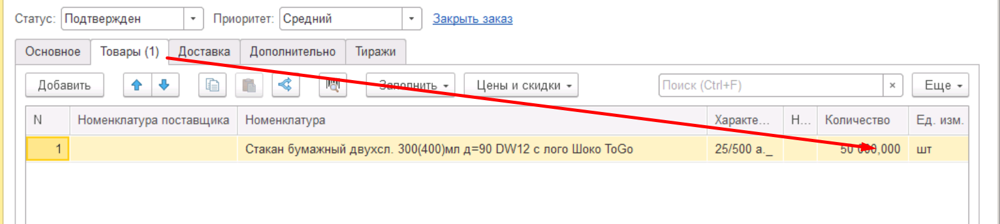 Статус: Подтвержден Приоритет: Средний Закрыть заказ
Основное Товары (1) Доставка Дополнительно Тиражи
Добавить Заполнить Цены и скидки Поиск (Ctrl+F) × Еще
N Номенклатура поставщика Номенклатура Характе... Н... Количество Ед. изм.
1 Стакан бумажный двухсл. 300(400)мл д=90 DW12 с лого Шоко ToGo 25/500 а._ 50 000,000 шт